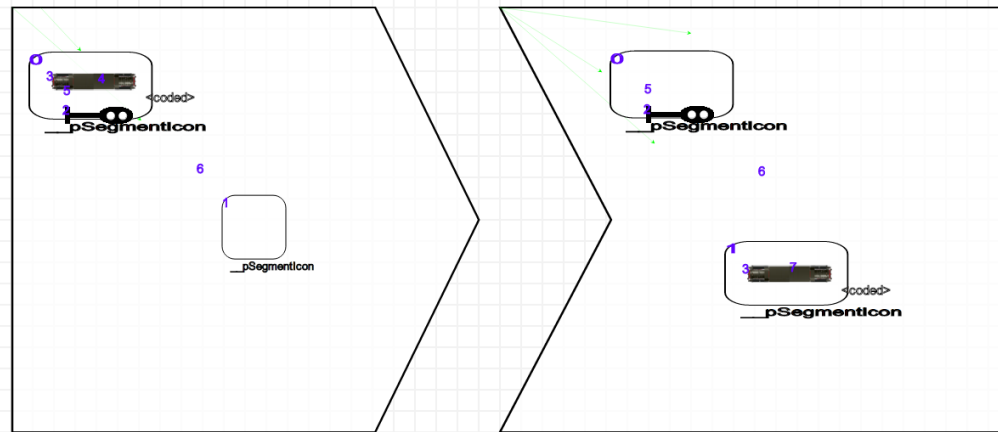 0
3
4
5
<coded>
2
___pSegmentIcon
6
1
__pSegmentIcon
0
5
2
___pSegmentIcon
6
1
3
7
<coded>
___pSegmentIcon